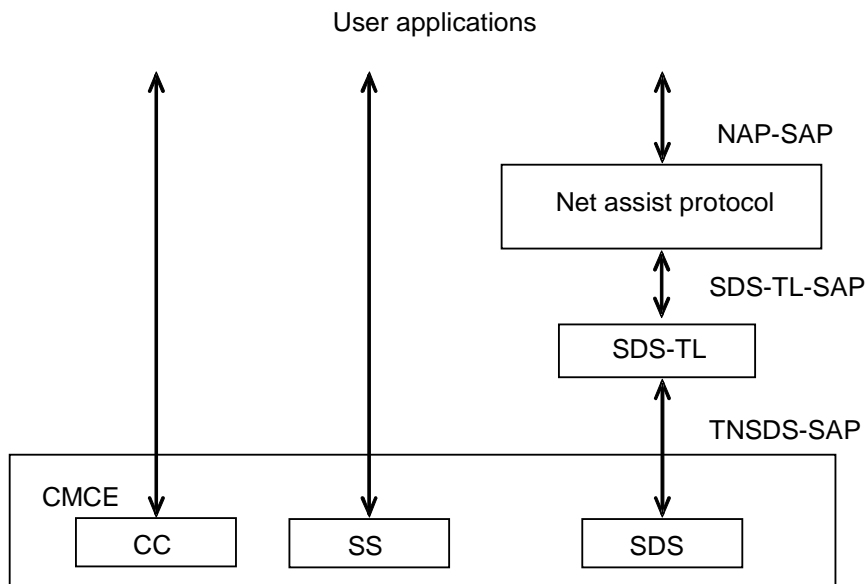 User applications
NAP-SAP
Net assist protocol
SDS-TL-SAP
SDS-TL
TNSDS-SAP
CMCE
CC
SS
SDS